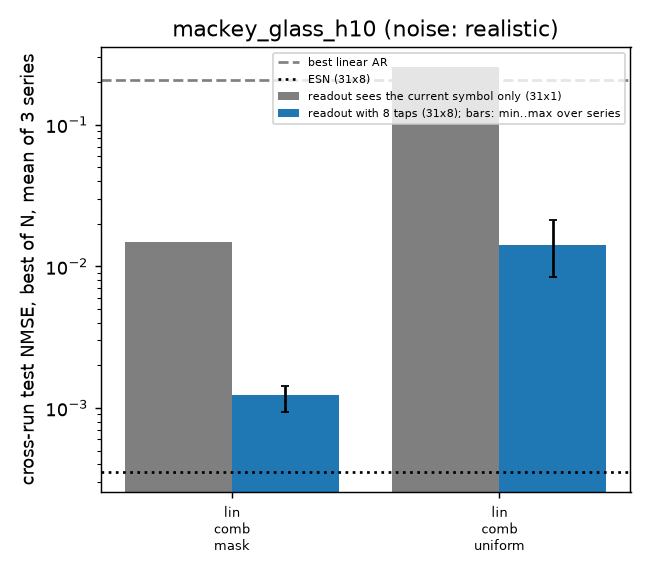 mackey_glass_h10 (noise: realistic)
cross-run test NMSE, best of N, mean of 3 series
10⁻¹
10⁻²
10⁻³
best linear AR
ESN (31x8)
readout sees the current symbol only (31x1)
readout with 8 taps (31x8); bars: min..max over series
lin
comb
mask
lin
comb
uniform